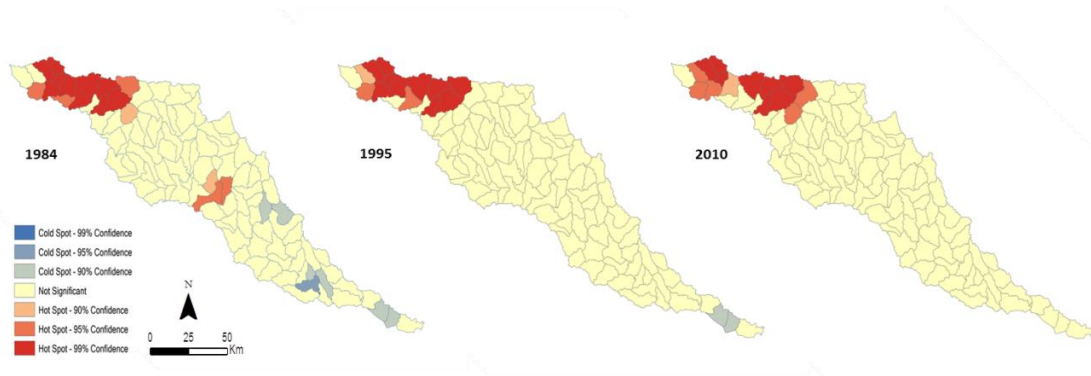 1984
1995
2010
Cold Spot - 99% Confidence
Cold Spot - 95% Confidence
Cold Spot - 90% Confidence
Not Significant
Hot Spot - 90% Confidence
Hot Spot - 95% Confidence
Hot Spot - 99% Confidence
N
0 25 50
Km